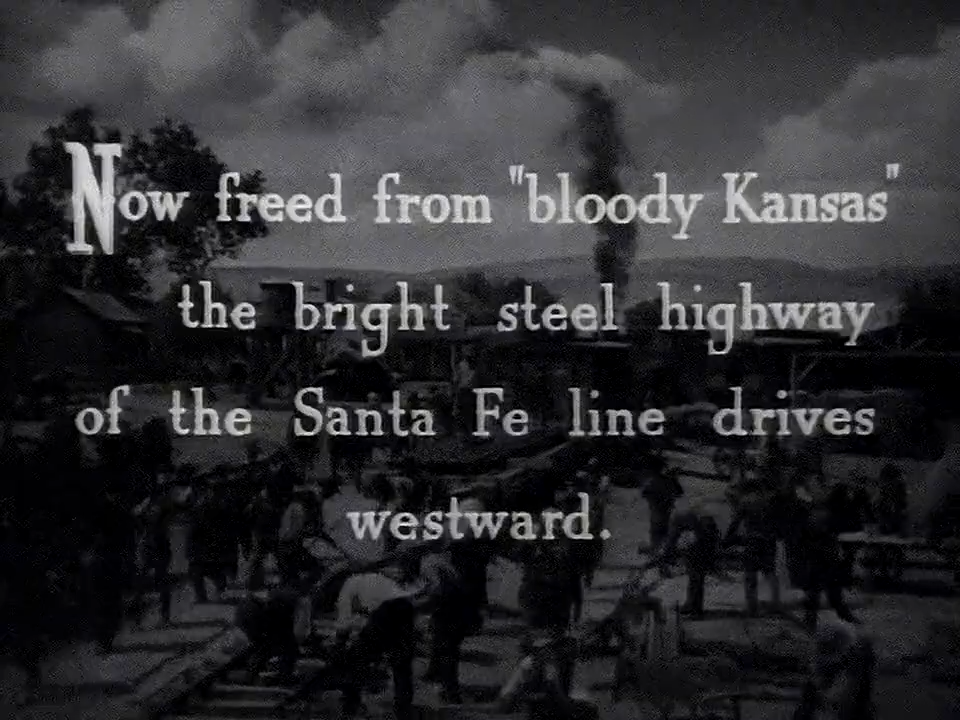 Now freed from "bloody Kansas"
the bright steel highway
of the Santa Fe line drives
westward.